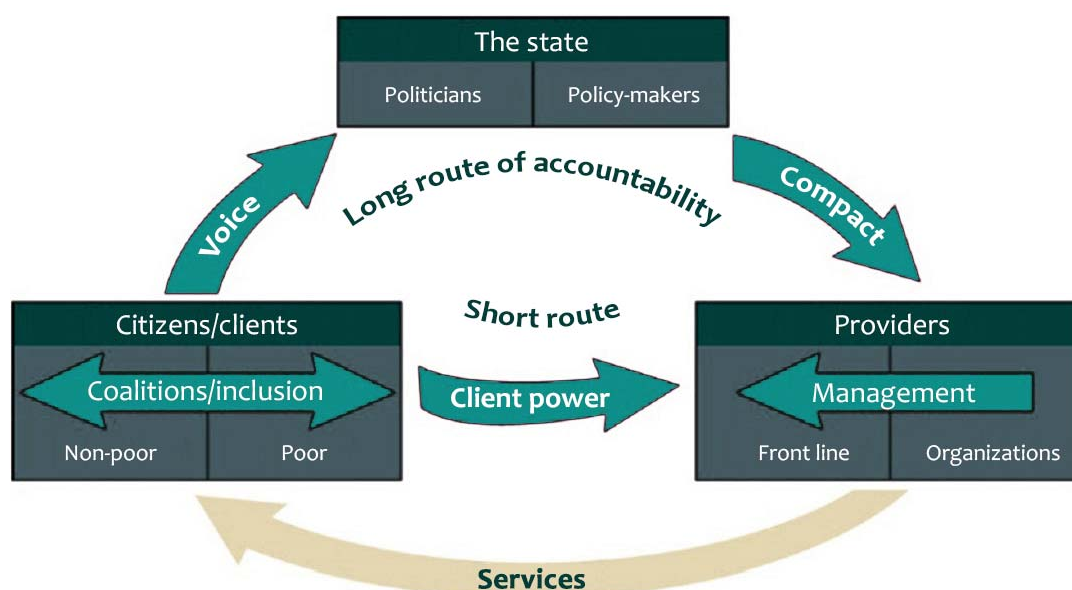 The state
Politicians
Policy-makers
Long route of accountability
Voice
Compact
Short route
Citizens/clients
Providers
Coalitions/inclusion
Client power
Management
Non-poor
Poor
Front line
Organizations
Services